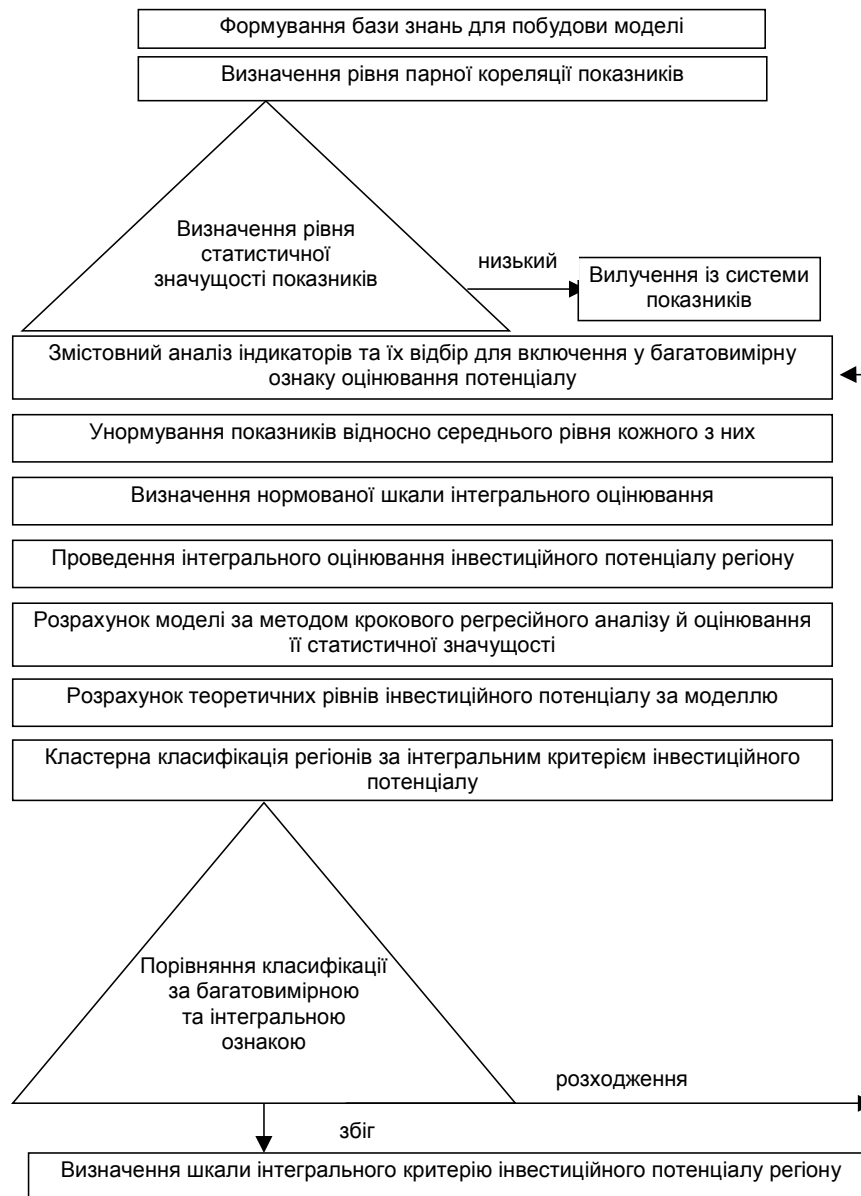 Формування бази знань для побудови моделі
Визначення рівня парної кореляції показників
Визначення рівня
статистичної
значущості показників
низький
Вилучення із системи
показників
Змістовний аналіз індикаторів та їх відбір для включення у багатовимірну
ознаку оцінювання потенціалу
Унормування показників відносно середнього рівня кожного з них
Визначення нормованої шкали інтегрального оцінювання
Проведення інтегрального оцінювання інвестиційного потенціалу регіону
Розрахунок моделі за методом крокового регресійного аналізу й оцінювання
її статистичної значущості
Розрахунок теоретичних рівнів інвестиційного потенціалу за моделлю
Кластерна класифікація регіонів за інтегральним критерієм інвестиційного
потенціалу
Порівняння класифікації
за багатовимірною
та інтегральною
ознакою
розходження
збіг
Визначення шкали інтегрального критерію інвестиційного потенціалу регіону